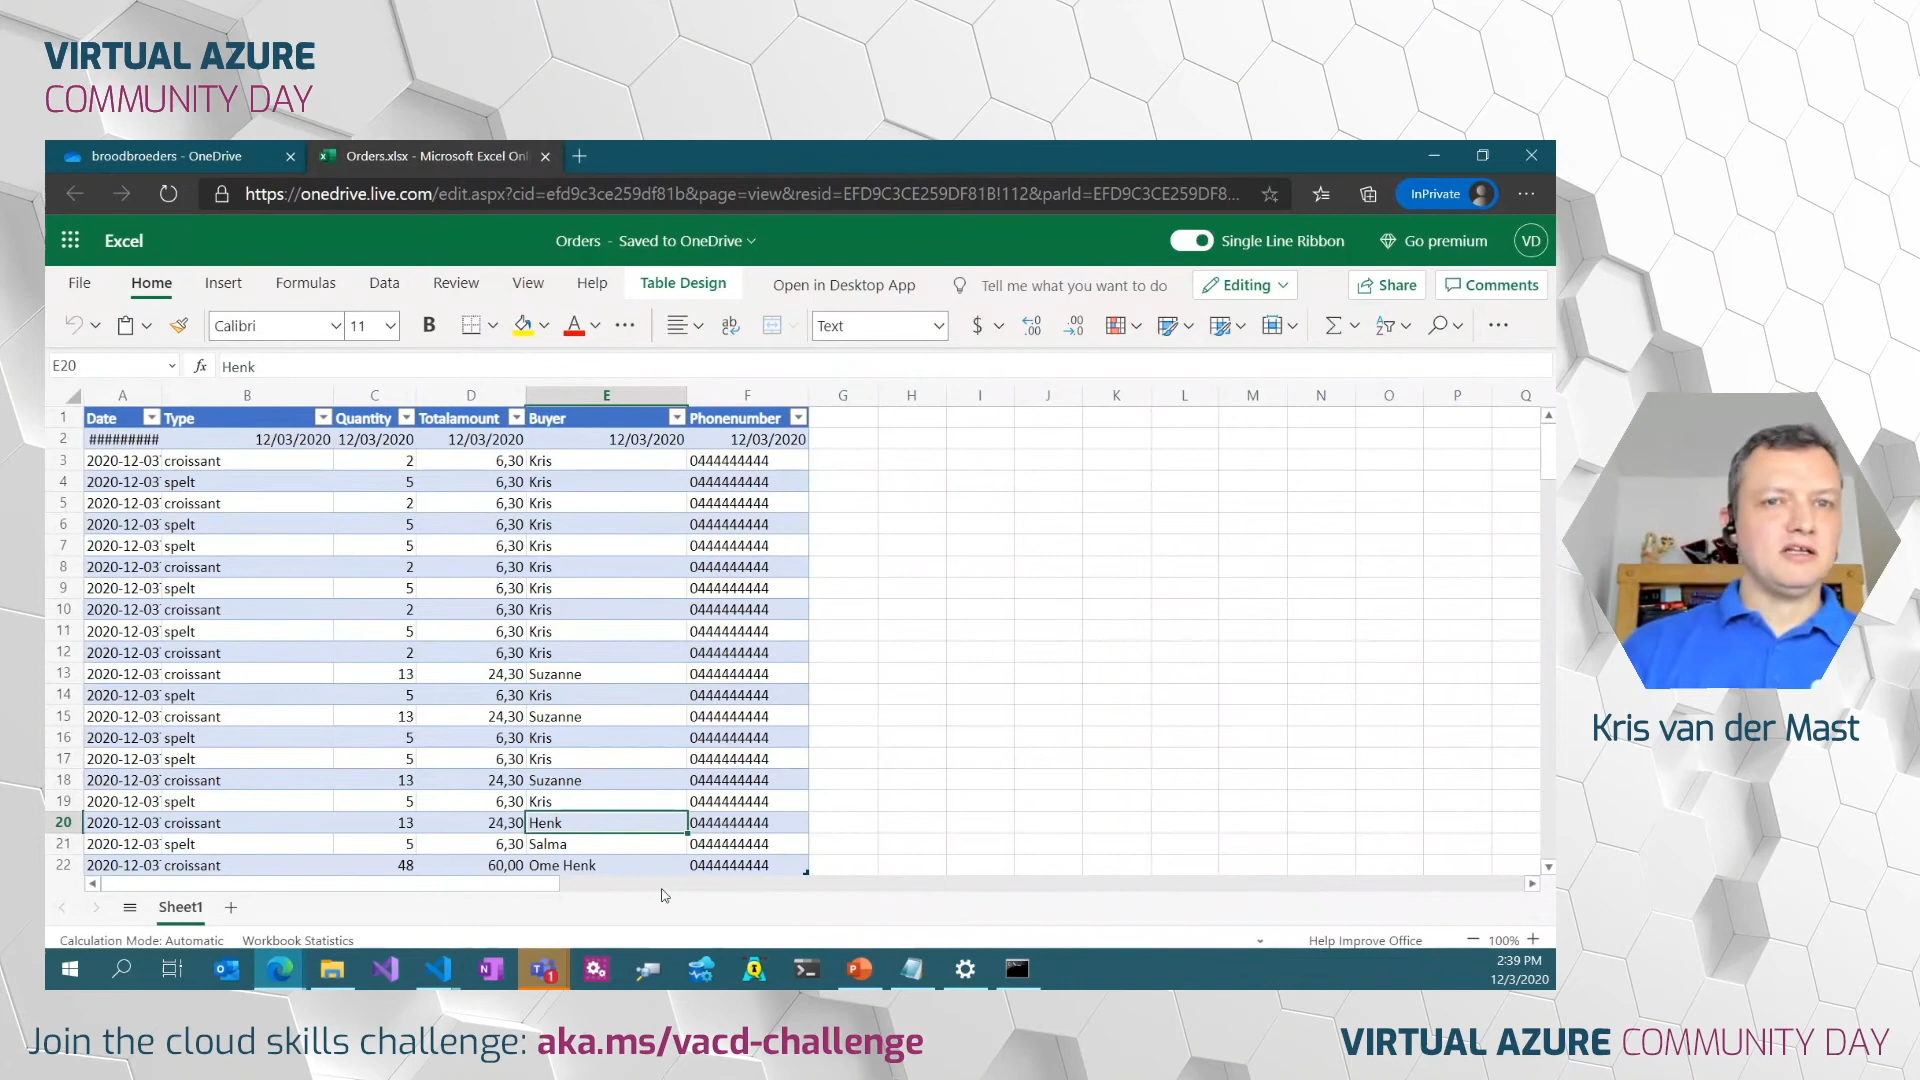 VIRTUAL AZURE
COMMUNITY DAY
broodbroeders - OneDrive
Orders.xlsx - Microsoft Excel Onl
https://onedrive.live.com/edit.aspx?cid=efd9c3ce259df81b&page=view&resid=EFD9C3CE259DF81B!112&parId=EFD9C3CE259DF8...
InPrivate
Excel
Orders - Saved to OneDrive
Single Line Ribbon
Go premium
VD
File Home Insert Formulas Data Review View Help Table Design Open in Desktop App Tell me what you want to do Editing Share Comments
Calibri 11 B A ab Text $ .00 .00
E20 fx Henk
A B C D E F G H I J K L M N O P Q
1 Date Type Quantity Totalamount Buyer Phonenumber
2 ######### 12/03/2020 12/03/2020 12/03/2020 12/03/2020 12/03/2020
3 2020-12-03 croissant 2 6,30 Kris 0444444444
4 2020-12-03 spelt 5 6,30 Kris 0444444444
5 2020-12-03 croissant 2 6,30 Kris 0444444444
6 2020-12-03 spelt 5 6,30 Kris 0444444444
7 2020-12-03 spelt 5 6,30 Kris 0444444444
8 2020-12-03 croissant 2 6,30 Kris 0444444444
9 2020-12-03 spelt 5 6,30 Kris 0444444444
10 2020-12-03 croissant 2 6,30 Kris 0444444444
11 2020-12-03 spelt 5 6,30 Kris 0444444444
12 2020-12-03 croissant 2 6,30 Kris 0444444444
13 2020-12-03 croissant 13 24,30 Suzanne 0444444444
14 2020-12-03 spelt 5 6,30 Kris 0444444444
15 2020-12-03 croissant 13 24,30 Suzanne 0444444444
16 2020-12-03 spelt 5 6,30 Kris 0444444444
17 2020-12-03 spelt 5 6,30 Kris 0444444444
18 2020-12-03 croissant 13 24,30 Suzanne 0444444444
19 2020-12-03 spelt 5 6,30 Kris 0444444444
20 2020-12-03 croissant 13 24,30 Henk 0444444444
21 2020-12-03 spelt 5 6,30 Salma 0444444444
22 2020-12-03 croissant 48 60,00 Ome Henk 0444444444
Sheet1
Calculation Mode: Automatic Workbook Statistics Help Improve Office 100%
2:39 PM
12/3/2020
Kris van der Mast
Join the cloud skills challenge: aka.ms/vacd-challenge
VIRTUAL AZURE COMMUNITY DAY